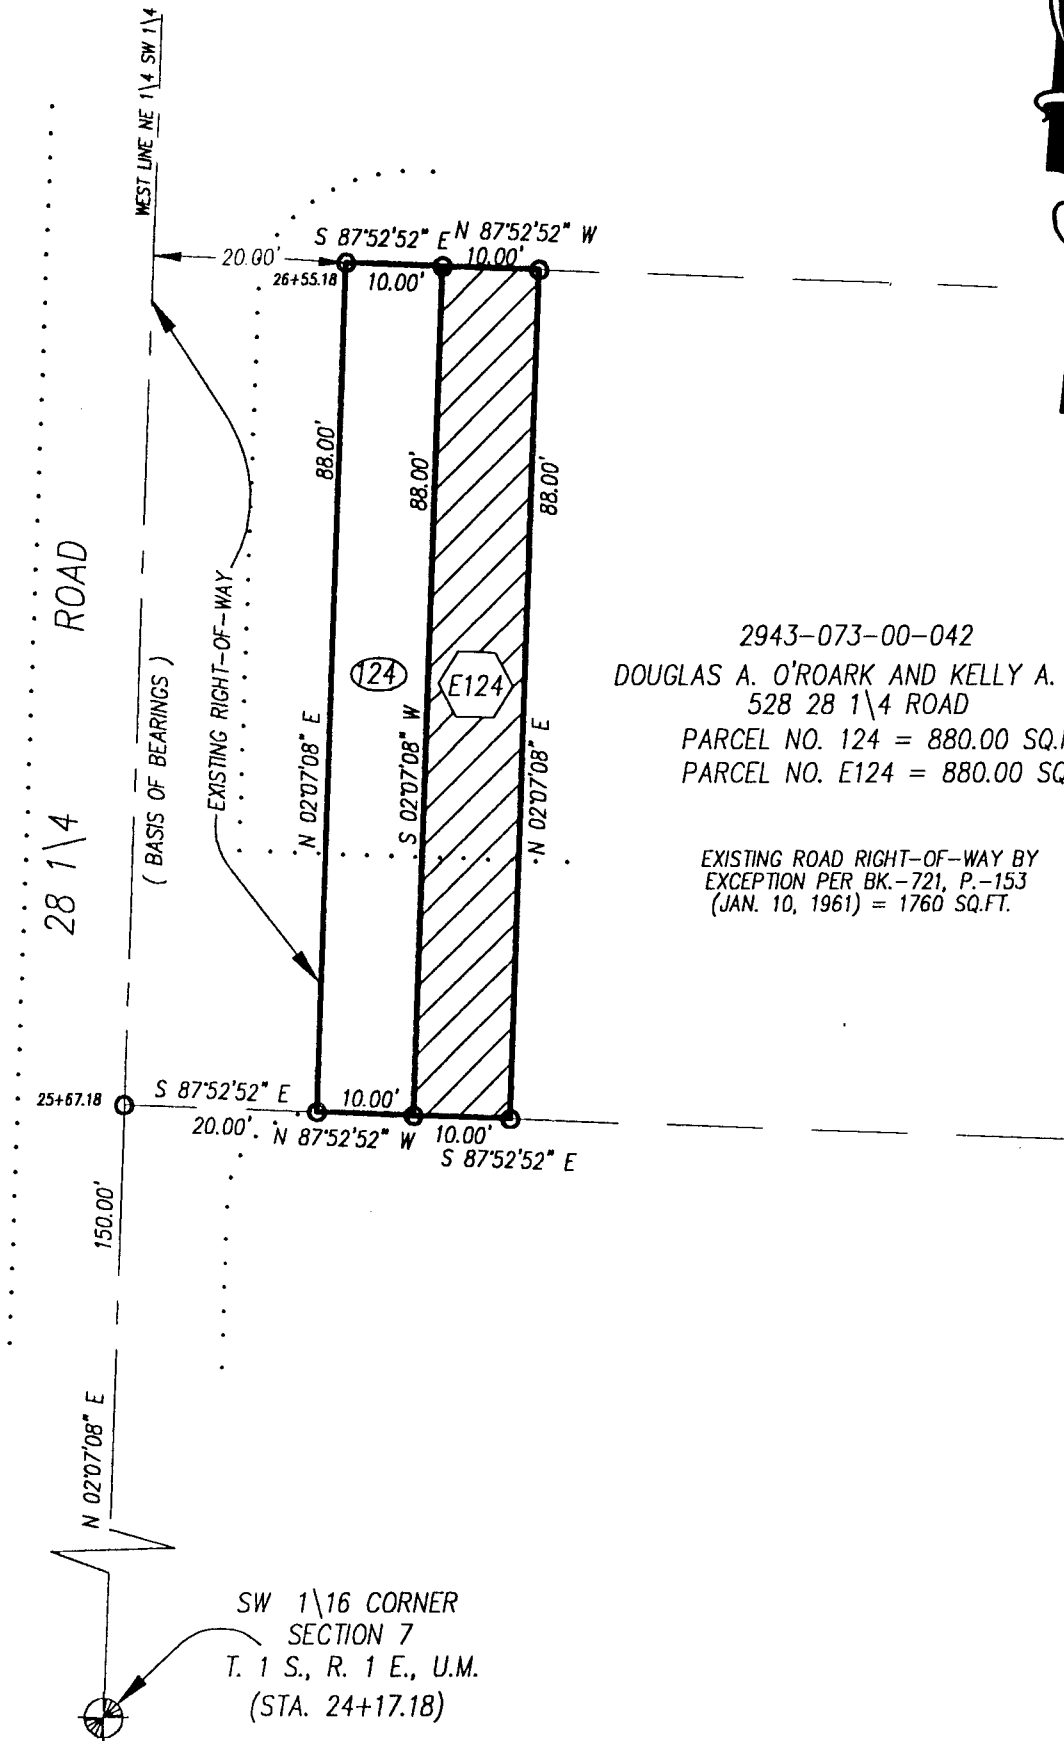 WEST LINE NE 1\4 SW 1\4
S 87°52'52" E
N 87°52'52" W
20.00'
10.00'
10.00'
26+55.18
88.00'
88.00'
88.00'
28 1\4 ROAD
( BASIS OF BEARINGS )
EXISTING RIGHT-OF-WAY
124
E124
N 02°07'08" E
S 02°07'08" W
N 02°07'08" E
2943-073-00-042
DOUGLAS A. O'ROARK AND KELLY A.
528 28 1\4 ROAD
PARCEL NO. 124 = 880.00 SQ.
PARCEL NO. E124 = 880.00 SQ
EXISTING ROAD RIGHT-OF-WAY BY
EXCEPTION PER BK.-721, P.-153
(JAN. 10, 1961) = 1760 SQ.FT.
25+67.18
S 87°52'52" E
10.00'
20.00'
N 87°52'52" W
10.00'
S 87°52'52" E
150.00'
N 02°07'08" E
SW 1\16 CORNER
SECTION 7
T. 1 S., R. 1 E., U.M.
(STA. 24+17.18)